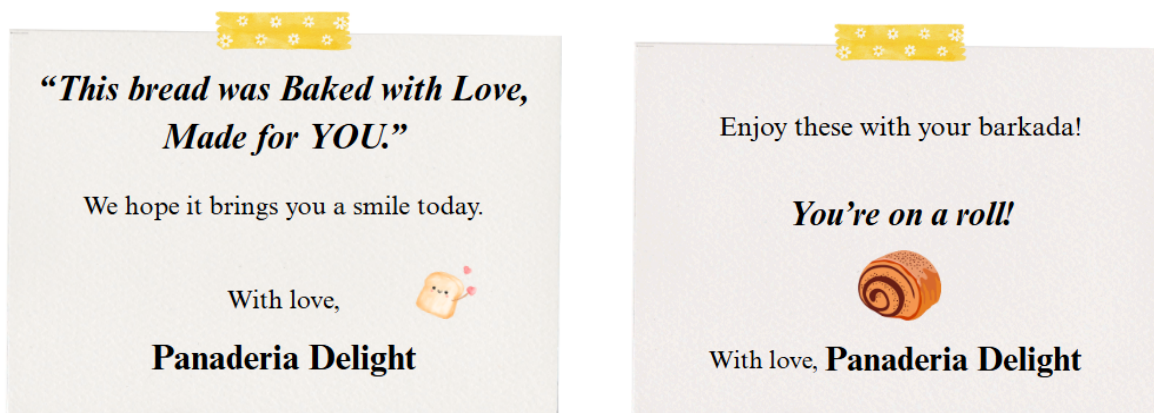 “This bread was Baked with Love,
Made for YOU.”
We hope it brings you a smile today.
With love,
Panaderia Delight
Enjoy these with your barkada!
You’re on a roll!
With love, Panaderia Delight